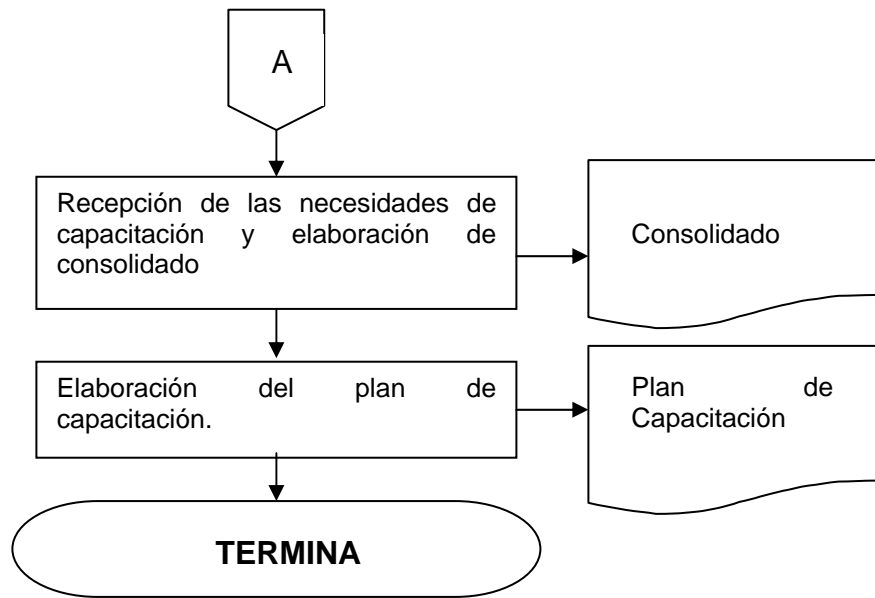 A
Recepción de las necesidades de
capacitación y elaboración de
consolidado
Consolidado
Elaboración del plan de
capacitación.
Plan de
Capacitación
TERMINA